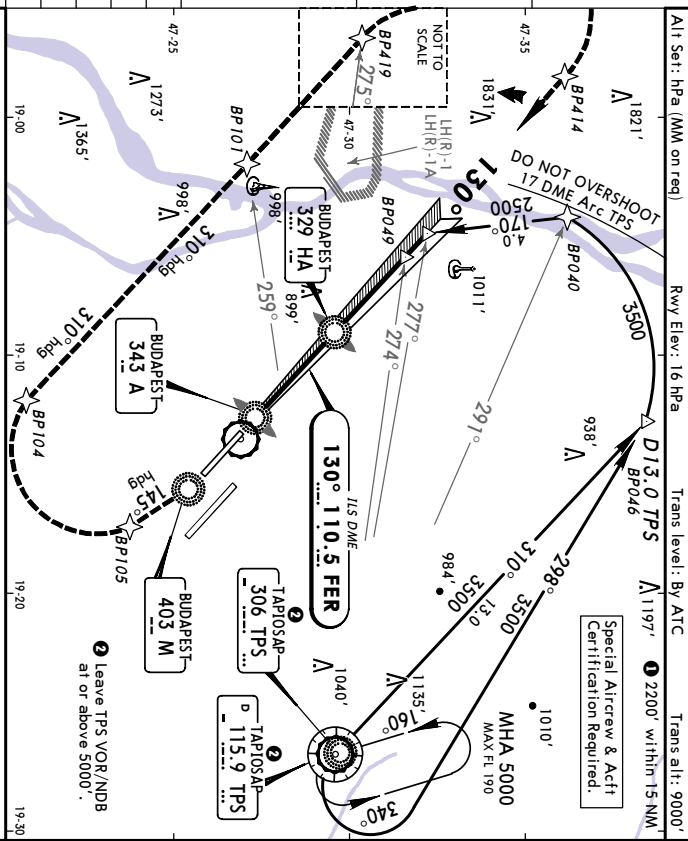 Alt Set: hPa (MM on req)
Rwy Elev: 16 hPa
Trans level: By ATC
Trans alt: 9000'
1 2200' within 15 NM
Special Aircrew & Acft
Certification Required.
NOT TO
SCALE
BP419
275°
BP414
1821'
1831'
DO NOT OVERSHOOT
17 DME Arc TPS
LH(R)-1
LH(R)-1A
47-25
47-30
47-35
1273'
1365'
19-00
BP101
998'
998'
310° hdg
310° hdg
259°
130°
2500
170°
4.0
BP040
3500
BP049
1011'
277°
274°
291°
BUDAPEST
329 HA
899'
BUDAPEST
343 A
19-10
BP104
938'
D13.0 TPS
BP046
ILS DME
130° 110.5 FER
145°
hdg
BP105
BUDAPEST
403 M
310°
3500
13.0
298°
3500
984'
1197'
19-20
2
TAPIOSAP
306 TPS
1040'
1135'
160°
1010'
MHA 5000
MAX FL 190
2
TAPIOSAP
D 115.9 TPS
340°
2 Leave TPS VOR/NDB
at or above 5000'.
19-30